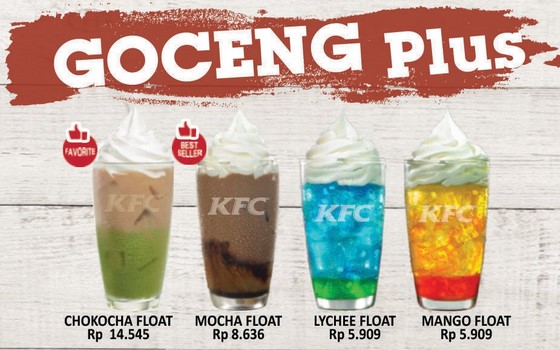 GOCENG Plus
FAVORITE
BEST SELLER
KFC
KFC
KFC
KFC
CHOKOCHA FLOAT
Rp 14.545
MOCHA FLOAT
Rp 8.636
LYCHEE FLOAT
Rp 5.909
MANGO FLOAT
Rp 5.909